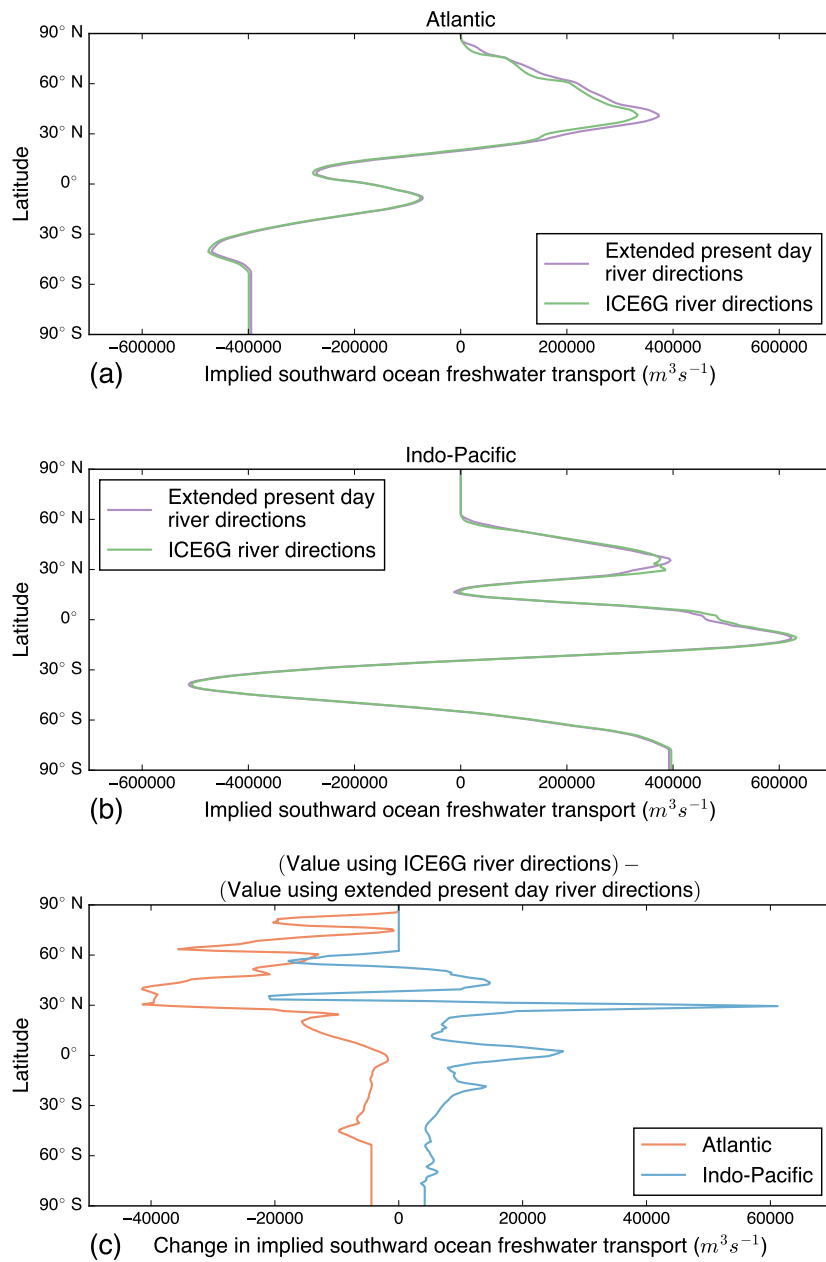 Atlantic
90° N
60° N
30° N
0°
30° S
60° S
90° S
Latitude
Extended present day
river directions
ICE6G river directions
−600000 −400000 −200000 0 200000 400000 600000
(a) Implied southward ocean freshwater transport (m³s⁻¹)
Indo-Pacific
90° N
60° N
30° N
0°
30° S
60° S
90° S
Latitude
Extended present day
river directions
ICE6G river directions
−600000 −400000 −200000 0 200000 400000 600000
(b) Implied southward ocean freshwater transport (m³s⁻¹)
(Value using ICE6G river directions) −
(Value using extended present day river directions)
90° N
60° N
30° N
0°
30° S
60° S
90° S
Latitude
Atlantic
Indo-Pacific
−40000 −20000 0 20000 40000 60000
(c) Change in implied southward ocean freshwater transport (m³s⁻¹)